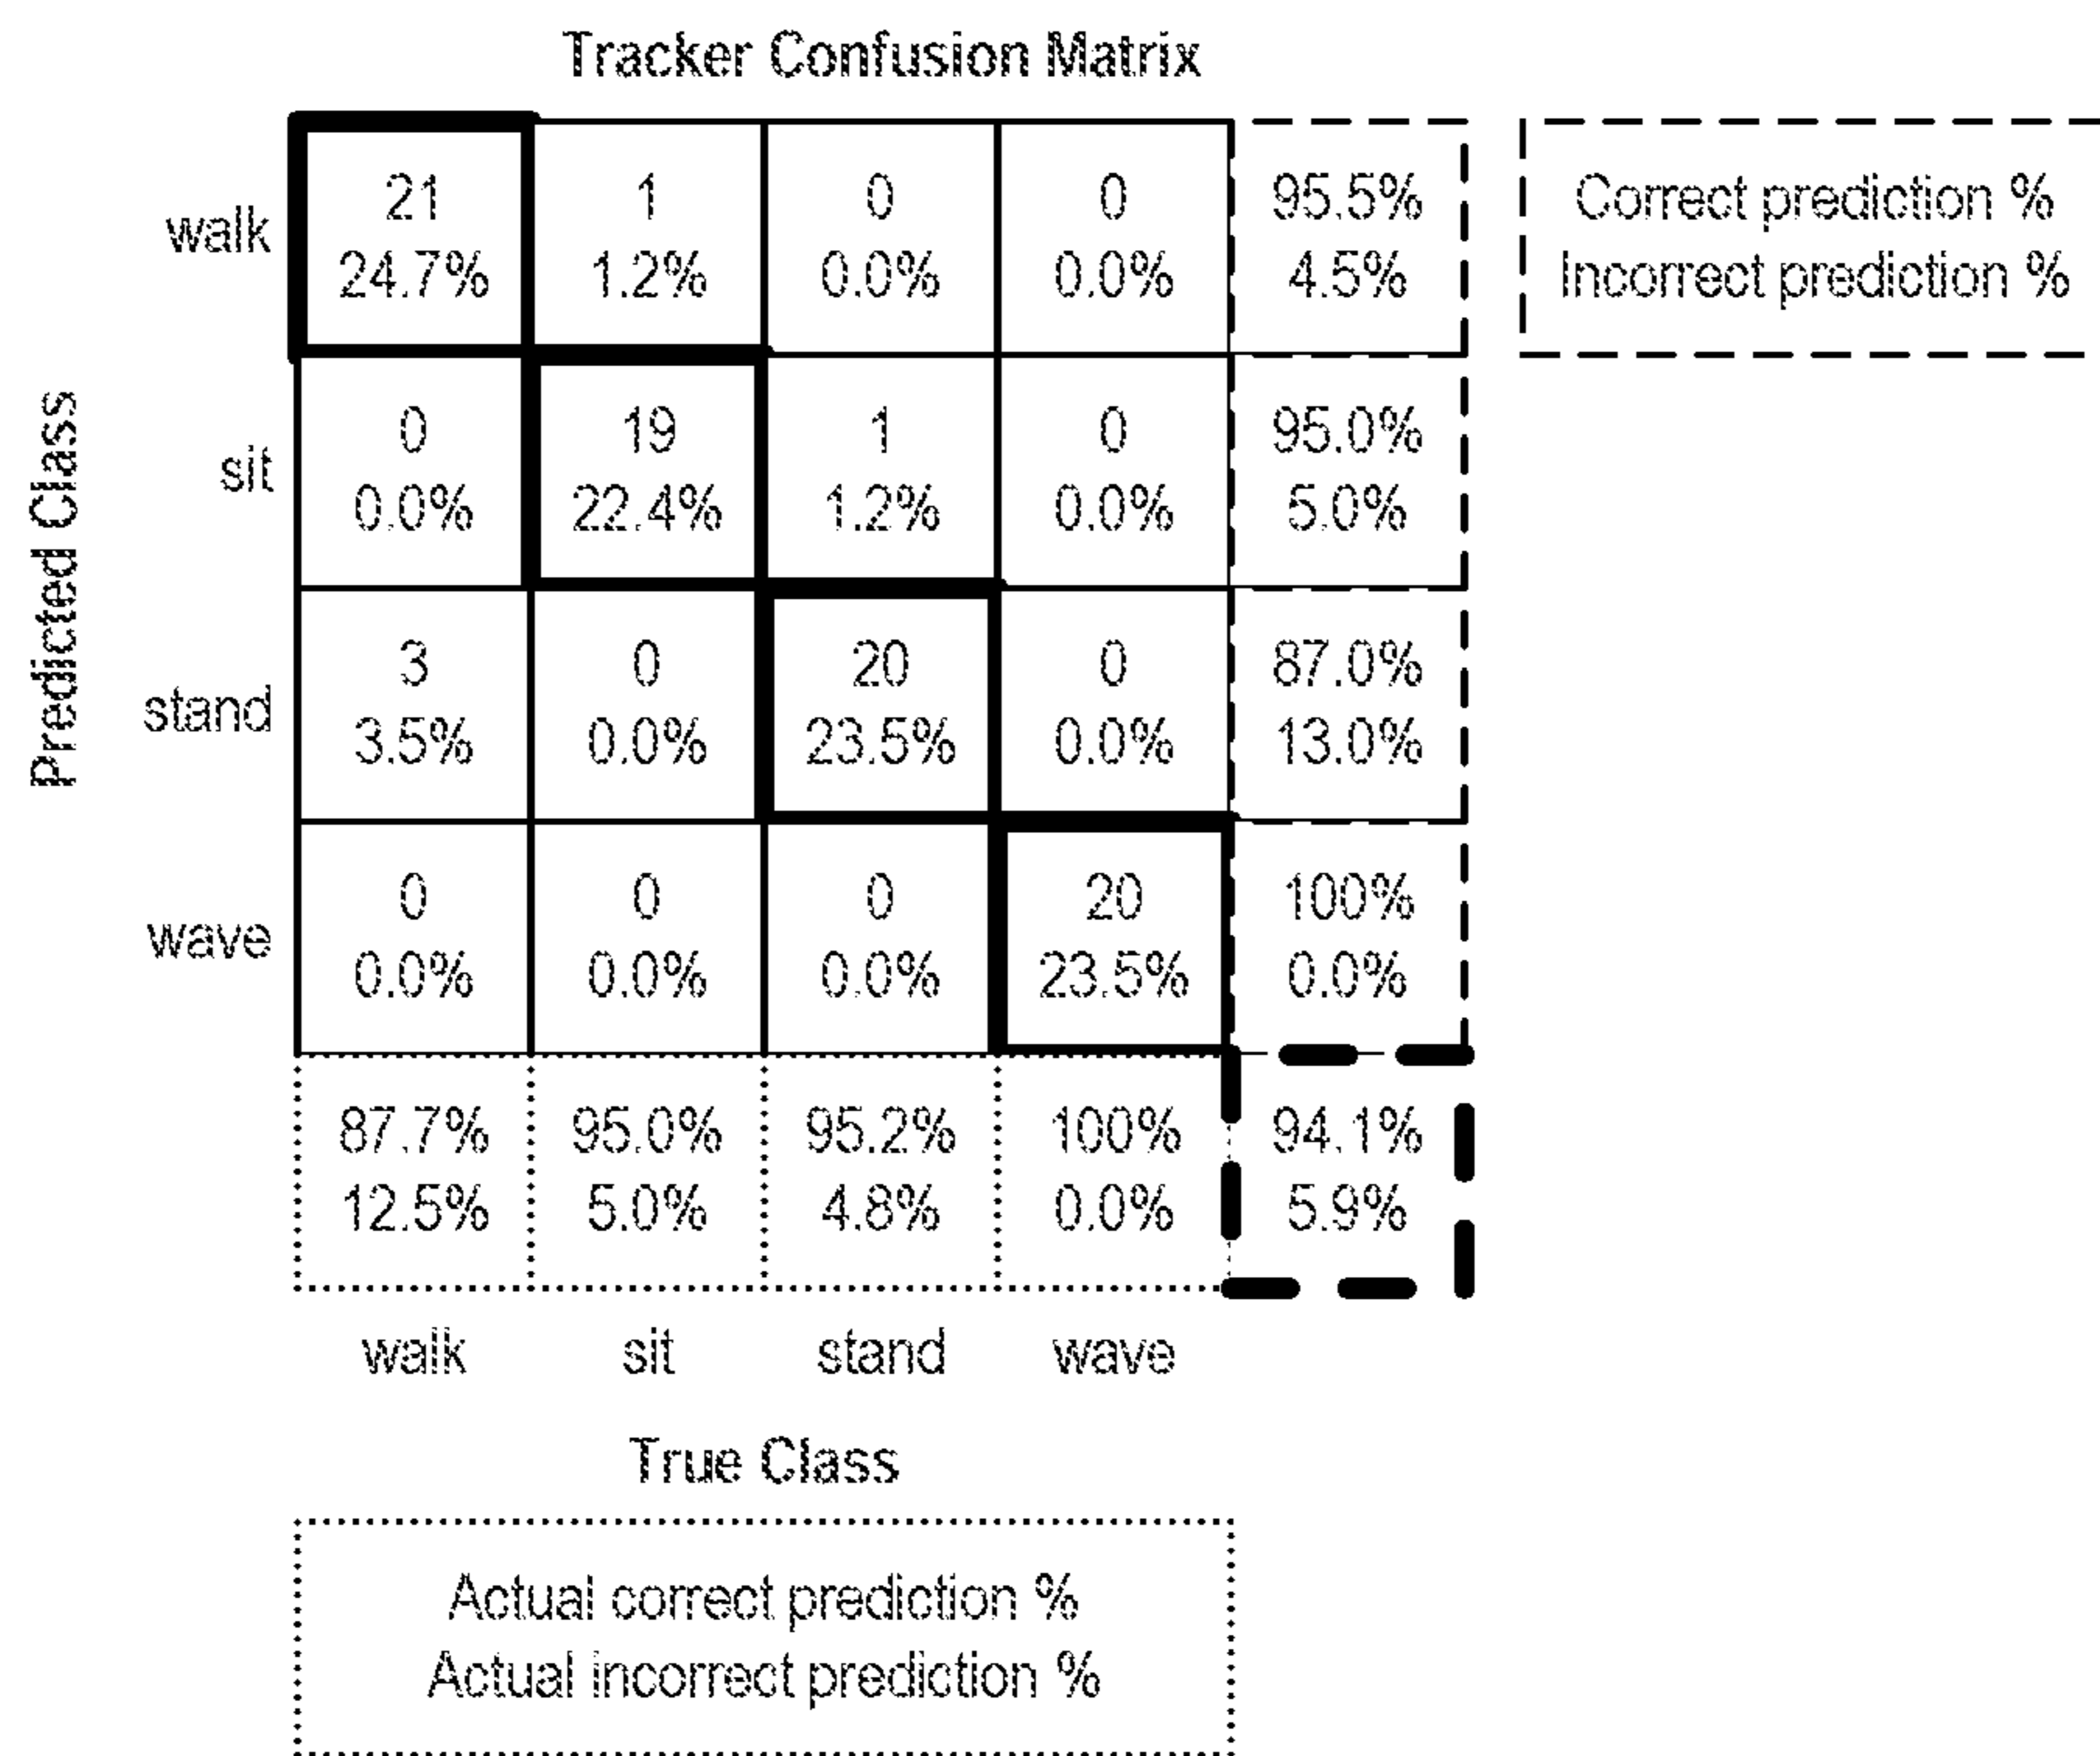 Tracker Confusion Matrix
21 1 0 0 95.5% Correct prediction %
walk
24.7% 1.2% 0.0% 0.0% 4.5% Incorrect prediction %
0 19 1 0 95.0%
sit
0.0% 22.4% 1.2% 0.0% 5.0%
Predicted Class
3 0 20 0 87.0%
stand
3.5% 0.0% 23.5% 0.0% 13.0%
0 0 0 20 100%
wave
0.0% 0.0% 0.0% 23.5% 0.0%
87.7% 95.0% 95.2% 100% 94.1%
12.5% 5.0% 4.8% 0.0% 5.9%
walk sit stand wave
True Class
Actual correct prediction %
Actual incorrect prediction %